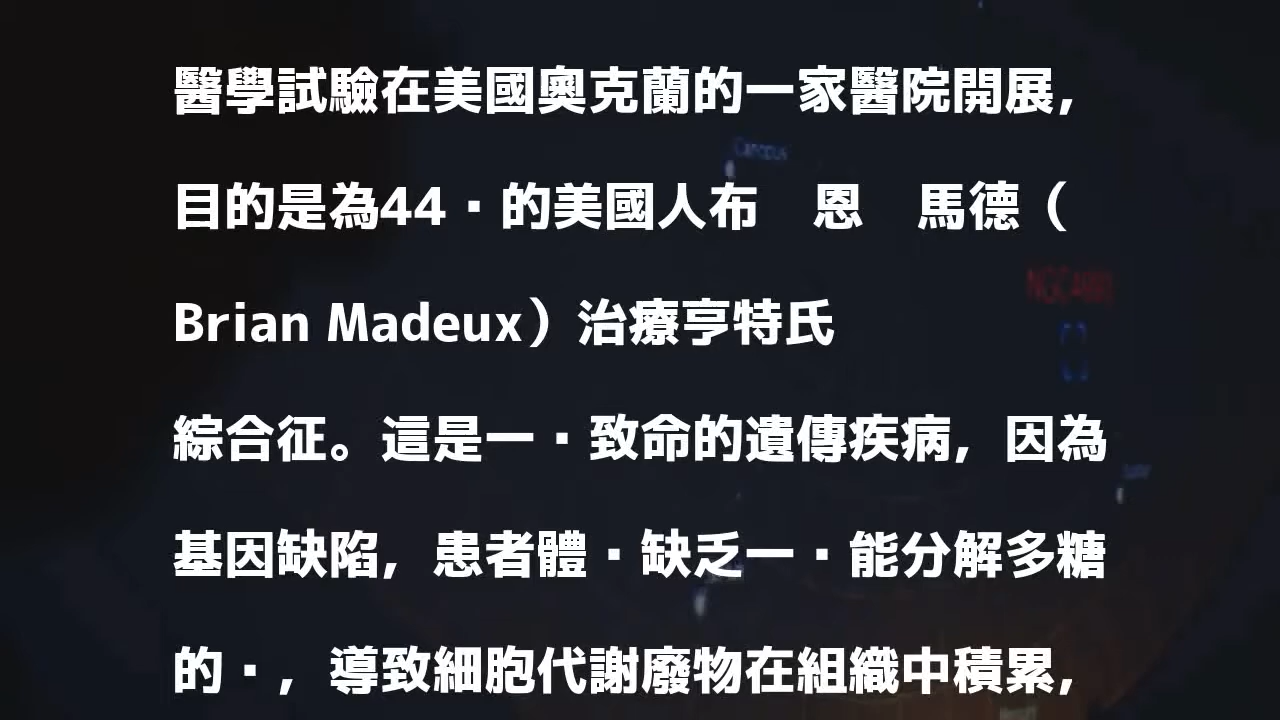 醫學試驗在美國奧克蘭的一家醫院開展,
目的是為44·的美國人布　恩　馬德（
Brian Madeux）治療亨特氏
綜合征。這是一·致命的遺傳疾病，因為
基因缺陷，患者體·缺乏一·能分解多糖
的·，導致細胞代謝廢物在組織中積累,
Canopus